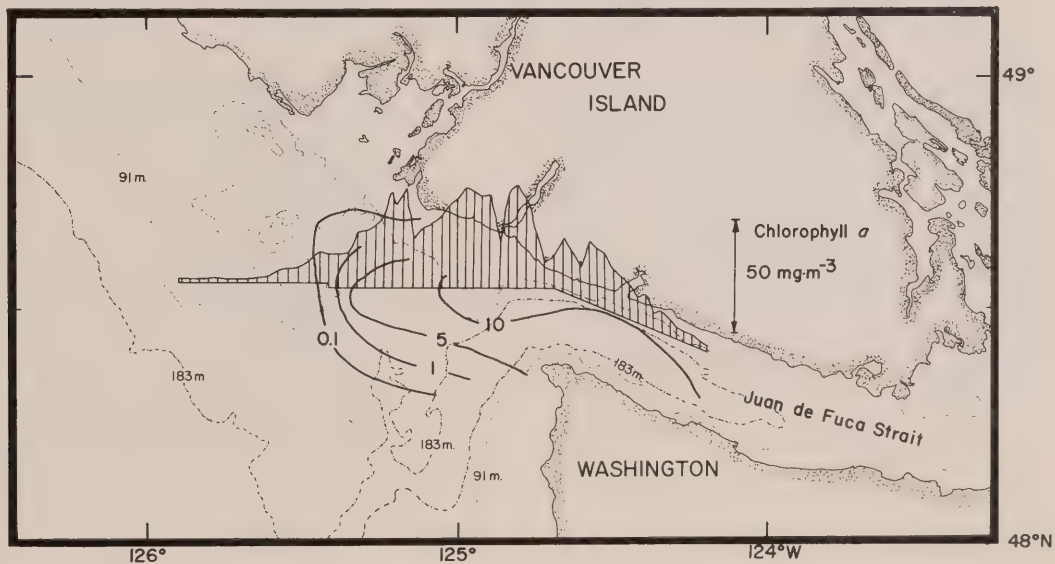 VANCOUVER
ISLAND
49°
91 m.
Chlorophyll a
50 mg·m⁻³
0.1
1
5
10
183 m.
183 m.
183 m.
91 m.
Juan de Fuca Strait
WASHINGTON
48° N
126°
125°
124° W